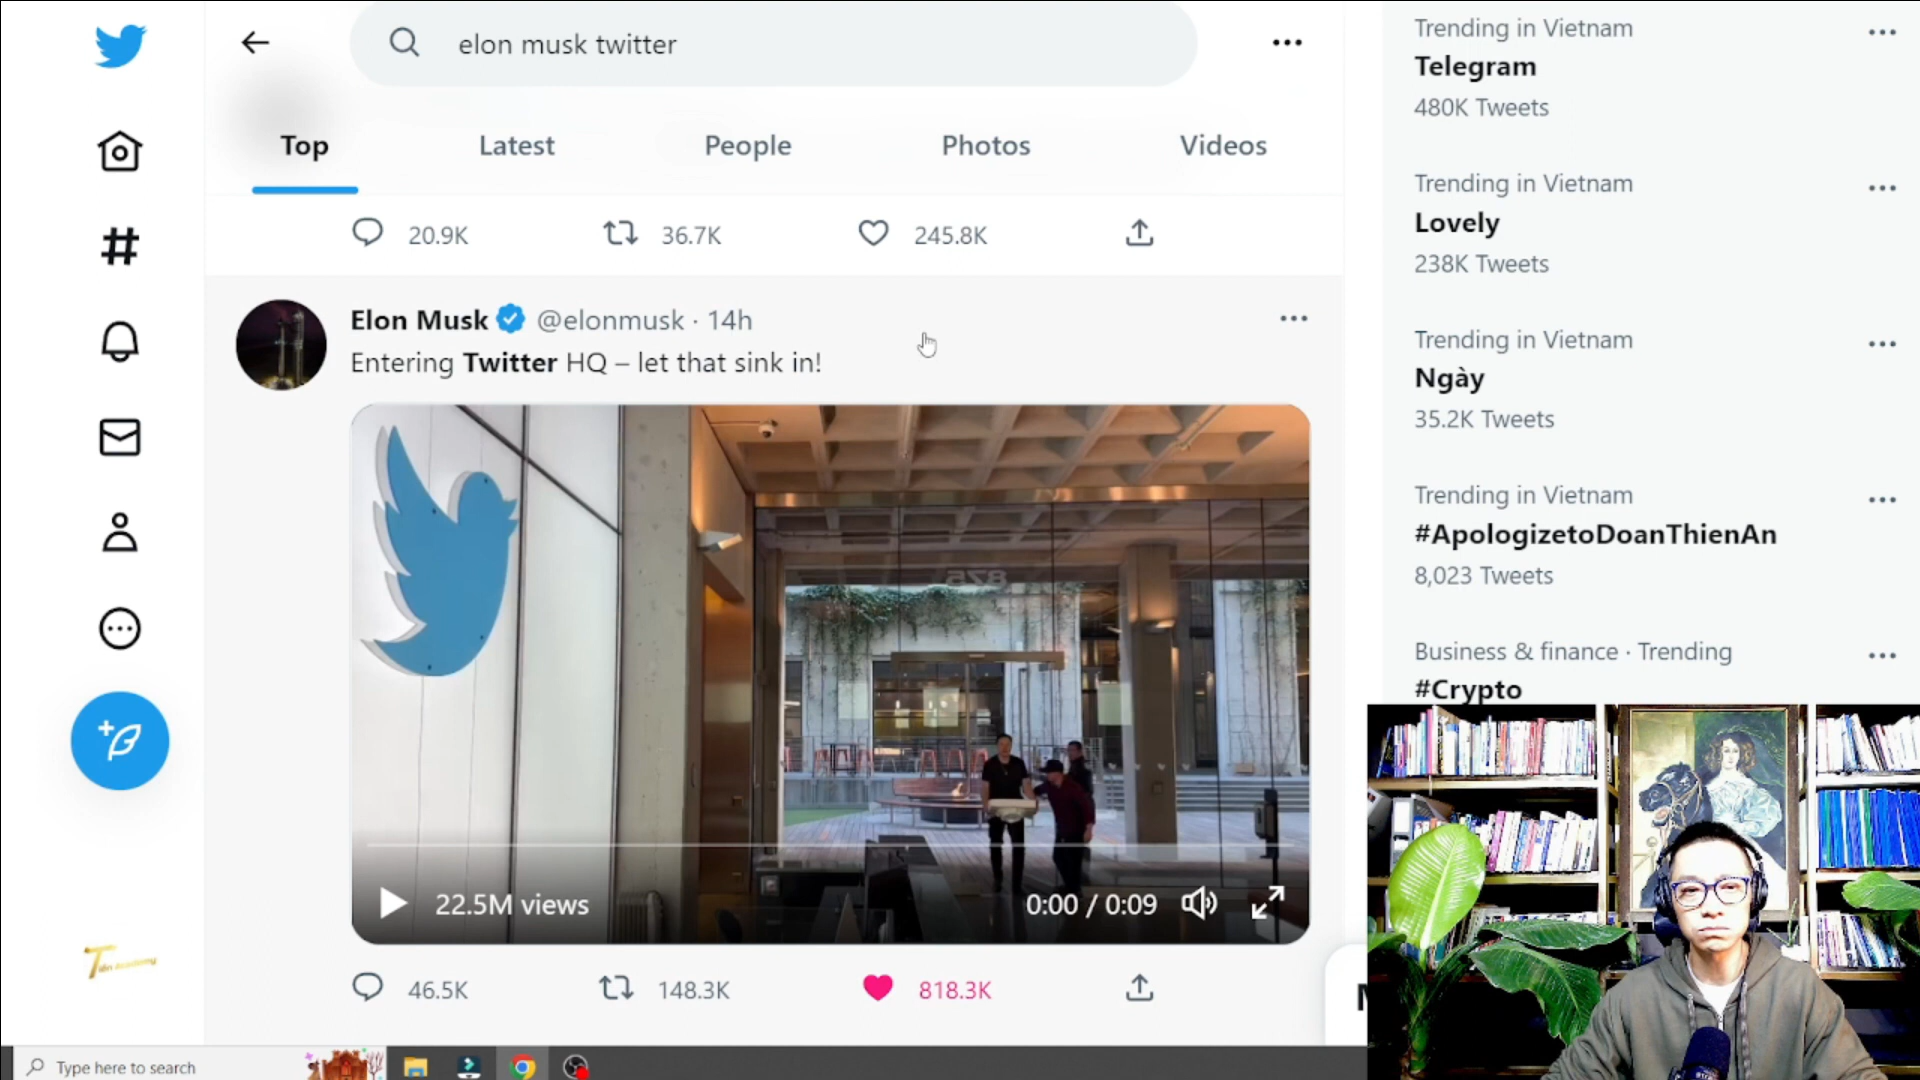 elon musk twitter
Top
Latest
People
Photos
Videos
20.9K
36.7K
245.8K
Elon Musk @elonmusk · 14h
Entering Twitter HQ – let that sink in!
875
22.5M views
0:00 / 0:09
46.5K
148.3K
818.3K
Trending in Vietnam
Telegram
480K Tweets
Trending in Vietnam
Lovely
238K Tweets
Trending in Vietnam
Ngày
35.2K Tweets
Trending in Vietnam
#ApologizetoDoanThienAn
8,023 Tweets
Business & finance · Trending
#Crypto
Type here to search